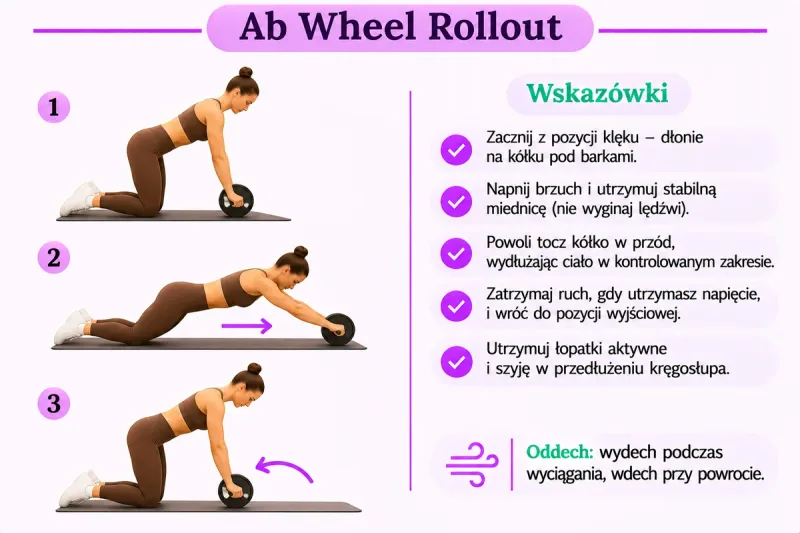 Ab Wheel Rollout
1
2
3
Wskazówki
Zacznij z pozycji klęku – dłonie
na kółku pod barkami.
Napnij brzuch i utrzymuj stabilną
miednicę (nie wyginaj lędźwi).
Powoli tocz kółko w przód,
wydłużając ciało w kontrolowanym zakresie.
Zatrzymaj ruch, gdy utrzymasz napięcie,
i wróć do pozycji wyjściowej.
Utrzymuj łopatki aktywne
i szyję w przedłużeniu kręgosłupa.
Oddech: wydech podczas
wyciągania, wdech przy powrocie.